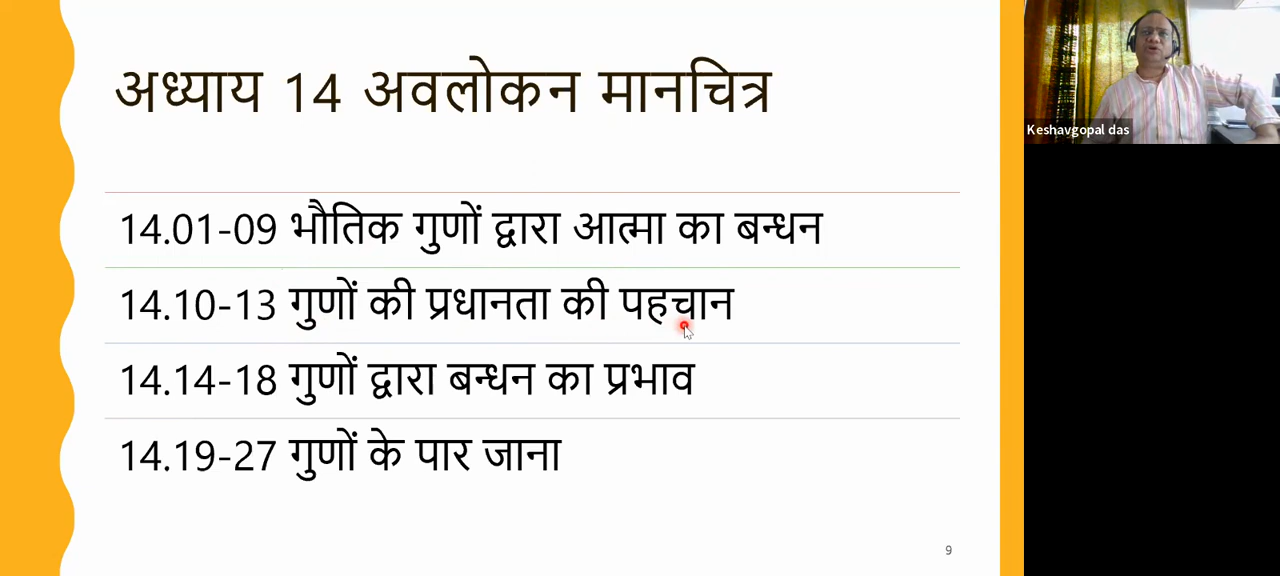 अध्याय 14 अवलोकन मानचित्र
14.01-09 भौतिक गुणों द्वारा आत्मा का बन्धन
14.10-13 गुणों की प्रधानता की पहचान
14.14-18 गुणों द्वारा बन्धन का प्रभाव
14.19-27 गुणों के पार जाना
9
Keshavgopal das